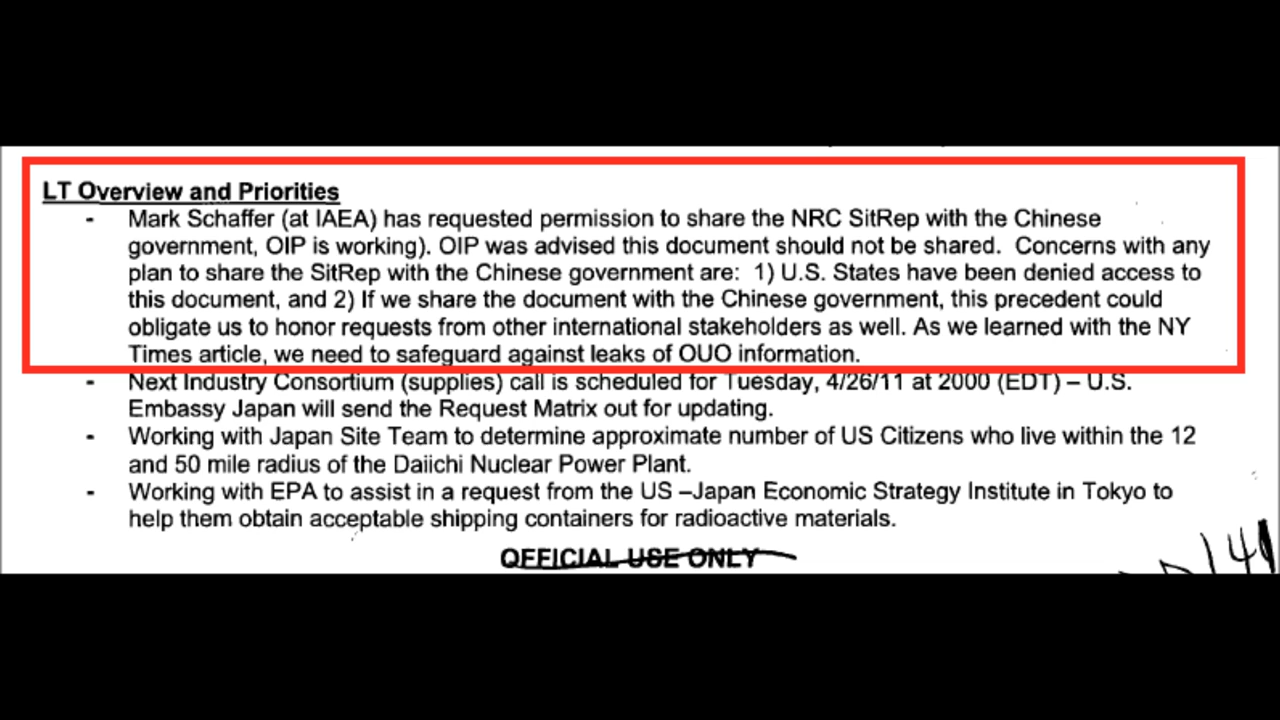 LT Overview and Priorities
- Mark Schaffer (at IAEA) has requested permission to share the NRC SitRep with the Chinese
government, OIP is working). OIP was advised this document should not be shared. Concerns with any
plan to share the SitRep with the Chinese government are: 1) U.S. States have been denied access to
this document, and 2) If we share the document with the Chinese government, this precedent could
obligate us to honor requests from other international stakeholders as well. As we learned with the NY
Times article, we need to safeguard against leaks of OUO information.
- Next Industry Consortium (supplies) call is scheduled for Tuesday, 4/26/11 at 2000 (EDT) – U.S.
Embassy Japan will send the Request Matrix out for updating.
- Working with Japan Site Team to determine approximate number of US Citizens who live within the 12
and 50 mile radius of the Daiichi Nuclear Power Plant.
- Working with EPA to assist in a request from the US –Japan Economic Strategy Institute in Tokyo to
help them obtain acceptable shipping containers for radioactive materials.
OFFICIAL USE ONLY